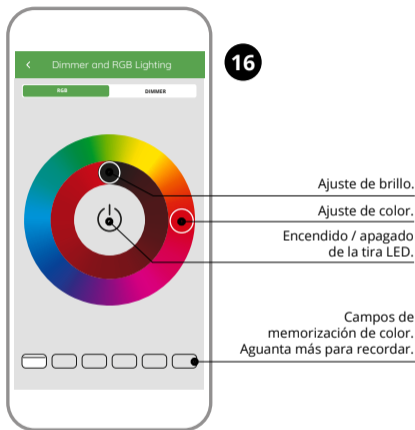 16
Dimmer and RGB Lighting
RGB
DIMMER
Ajuste de brillo.
Ajuste de color.
Encendido / apagado
de la tira LED.
Campos de
memorización de color.
Aguanta más para recordar.